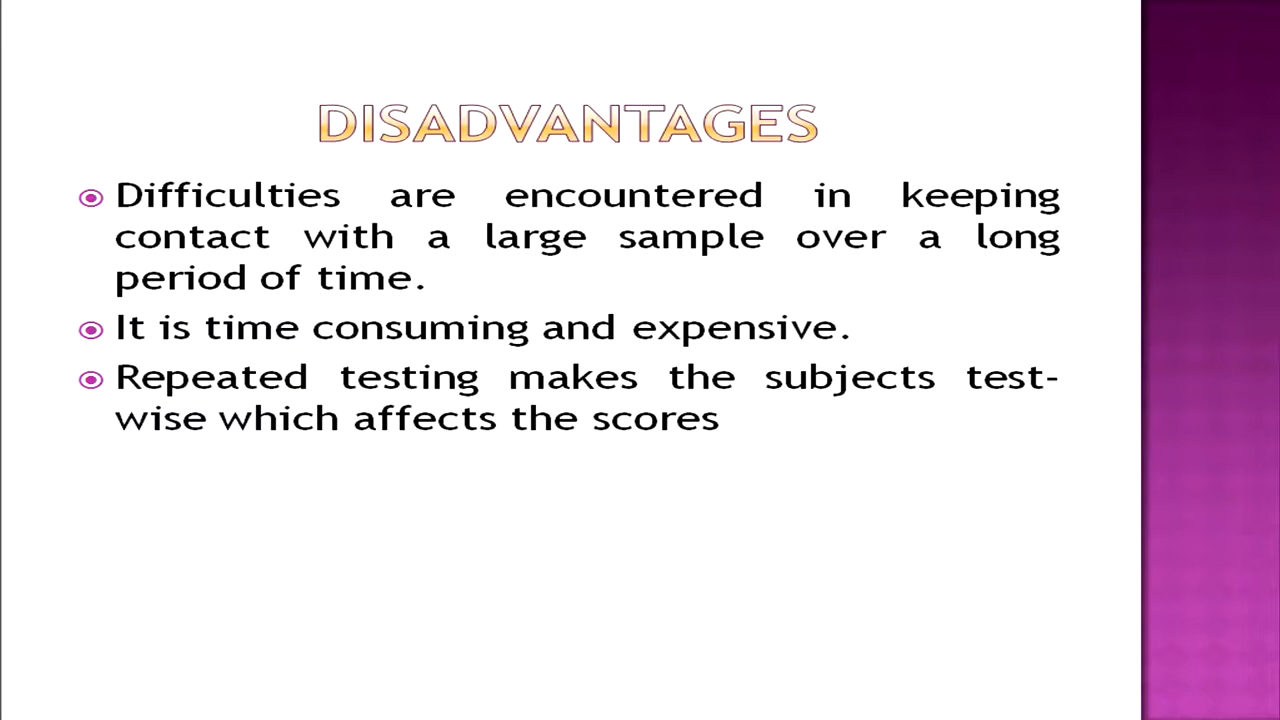 DISADVANTAGES
Difficulties are encountered in keeping
contact with a large sample over a long
period of time.
It is time consuming and expensive.
Repeated testing makes the subjects test-
wise which affects the scores